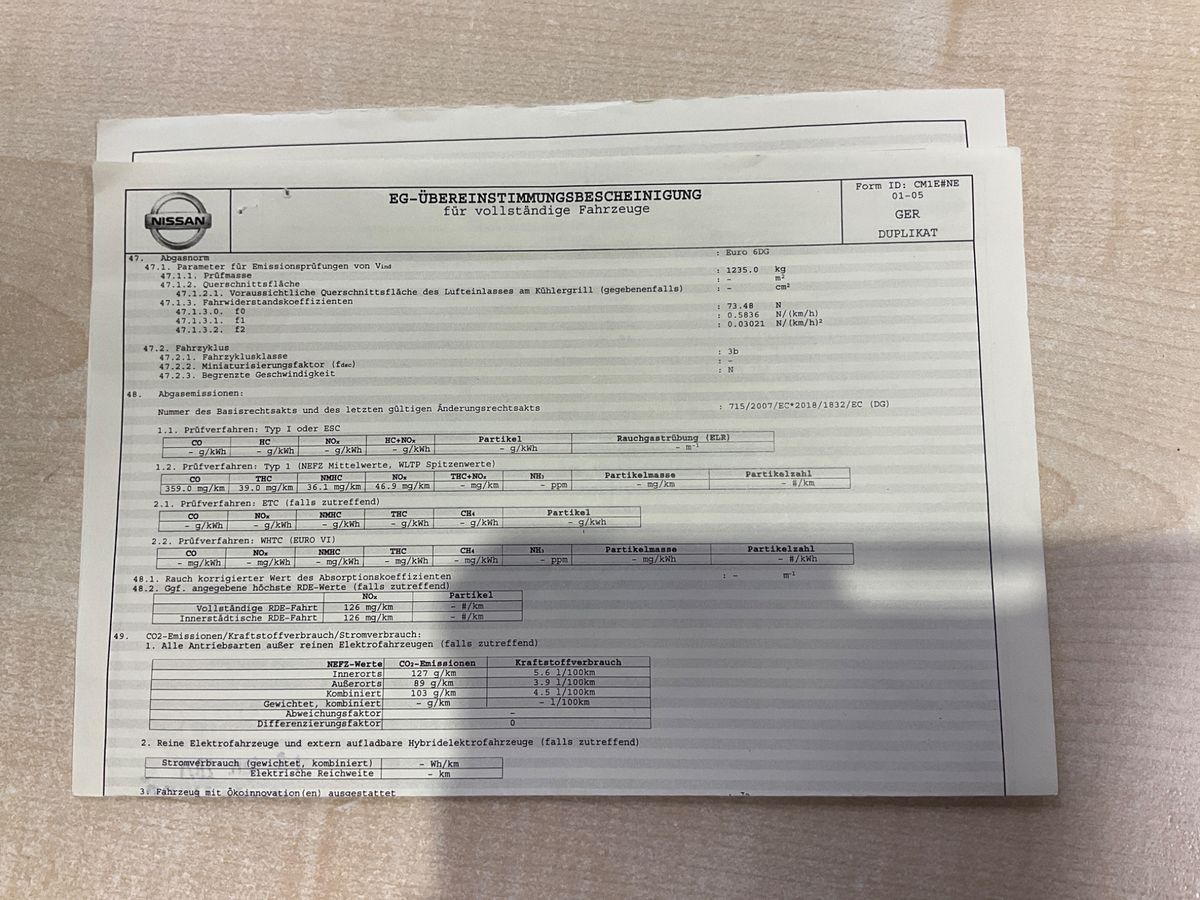 NISSAN
EG-ÜBEREINSTIMMUNGSBESCHEINIGUNG
für vollständige Fahrzeuge
Form ID: CM1E#NE
01-05
GER
DUPLIKAT
47. Abgasnorm : Euro 6DG
47.1. Parameter für Emissionsprüfungen von Vind
47.1.1. Prüfmasse : 1235.0 kg
47.1.2. Querschnittsfläche : - m²
47.1.2.1. Voraussichtliche Querschnittsfläche des Lufteinlasses am Kühlergrill (gegebenenfalls) : - cm²
47.1.3. Fahrwiderstandskoeffizienten
47.1.3.0. f0 : 73.48 N
47.1.3.1. f1 : 0.5836 N/(km/h)
47.1.3.2. f2 : 0.03021 N/(km/h)²
47.2. Fahrzyklus
47.2.1. Fahrzyklusklasse : 3b
47.2.2. Miniaturisierungsfaktor (fdsc) : -
47.2.3. Begrenzte Geschwindigkeit : N
48. Abgasemissionen:
Nummer des Basisrechtsakts und des letzten gültigen Änderungsrechtsakts : 715/2007/EC*2018/1832/EC (DG)
1.1. Prüfverfahren: Typ I oder ESC
CO HC NOx HC+NOx Partikel Rauchgastrübung (ELR)
- g/kWh - g/kWh - g/kWh - g/kWh - g/kWh - m⁻¹
1.2. Prüfverfahren: Typ 1 (NEFZ Mittelwerte, WLTP Spitzenwerte)
CO THC NMHC NOx THC+NOx NH₃ Partikelmasse Partikelzahl
359.0 mg/km 39.0 mg/km 36.1 mg/km 46.9 mg/km - mg/km - ppm - mg/km - #/km
2.1. Prüfverfahren: ETC (falls zutreffend)
CO NOx NMHC THC CH₄ Partikel
- g/kWh - g/kWh - g/kWh - g/kWh - g/kWh - g/kWh
2.2. Prüfverfahren: WHTC (EURO VI)
CO NOx NMHC THC CH₄ NH₃ Partikelmasse Partikelzahl
- mg/kWh - mg/kWh - mg/kWh - mg/kWh - mg/kWh - ppm - mg/kWh - #/kWh
48.1. Rauch korrigierter Wert des Absorptionskoeffizienten : - m⁻¹
48.2. Ggf. angegebene höchste RDE-Werte (falls zutreffend)
NOx Partikel
Vollständige RDE-Fahrt 126 mg/km - #/km
Innerstädtische RDE-Fahrt 126 mg/km - #/km
49. CO2-Emissionen/Kraftstoffverbrauch/Stromverbrauch:
1. Alle Antriebsarten außer reinen Elektrofahrzeugen (falls zutreffend)
NEFZ-Werte CO₂-Emissionen Kraftstoffverbrauch
Innerorts 127 g/km 5.6 l/100km
Außerorts 89 g/km 3.9 l/100km
Kombiniert 103 g/km 4.5 l/100km
Gewichtet, kombiniert - g/km - l/100km
Abweichungsfaktor -
Differenzierungsfaktor 0
2. Reine Elektrofahrzeuge und extern aufladbare Hybridelektrofahrzeuge (falls zutreffend)
Stromverbrauch (gewichtet, kombiniert) - Wh/km
Elektrische Reichweite - km
3. Fahrzeug mit Ökoinnovation(en) ausgestattet : Ja